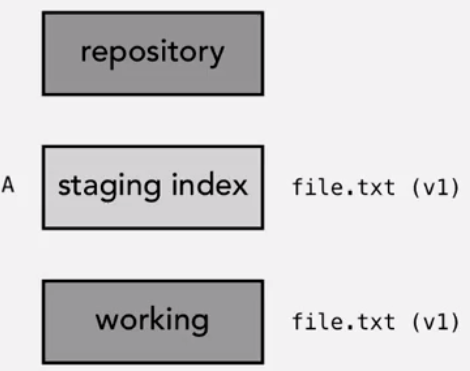 repository
A staging index file.txt (v1)
working file.txt (v1)